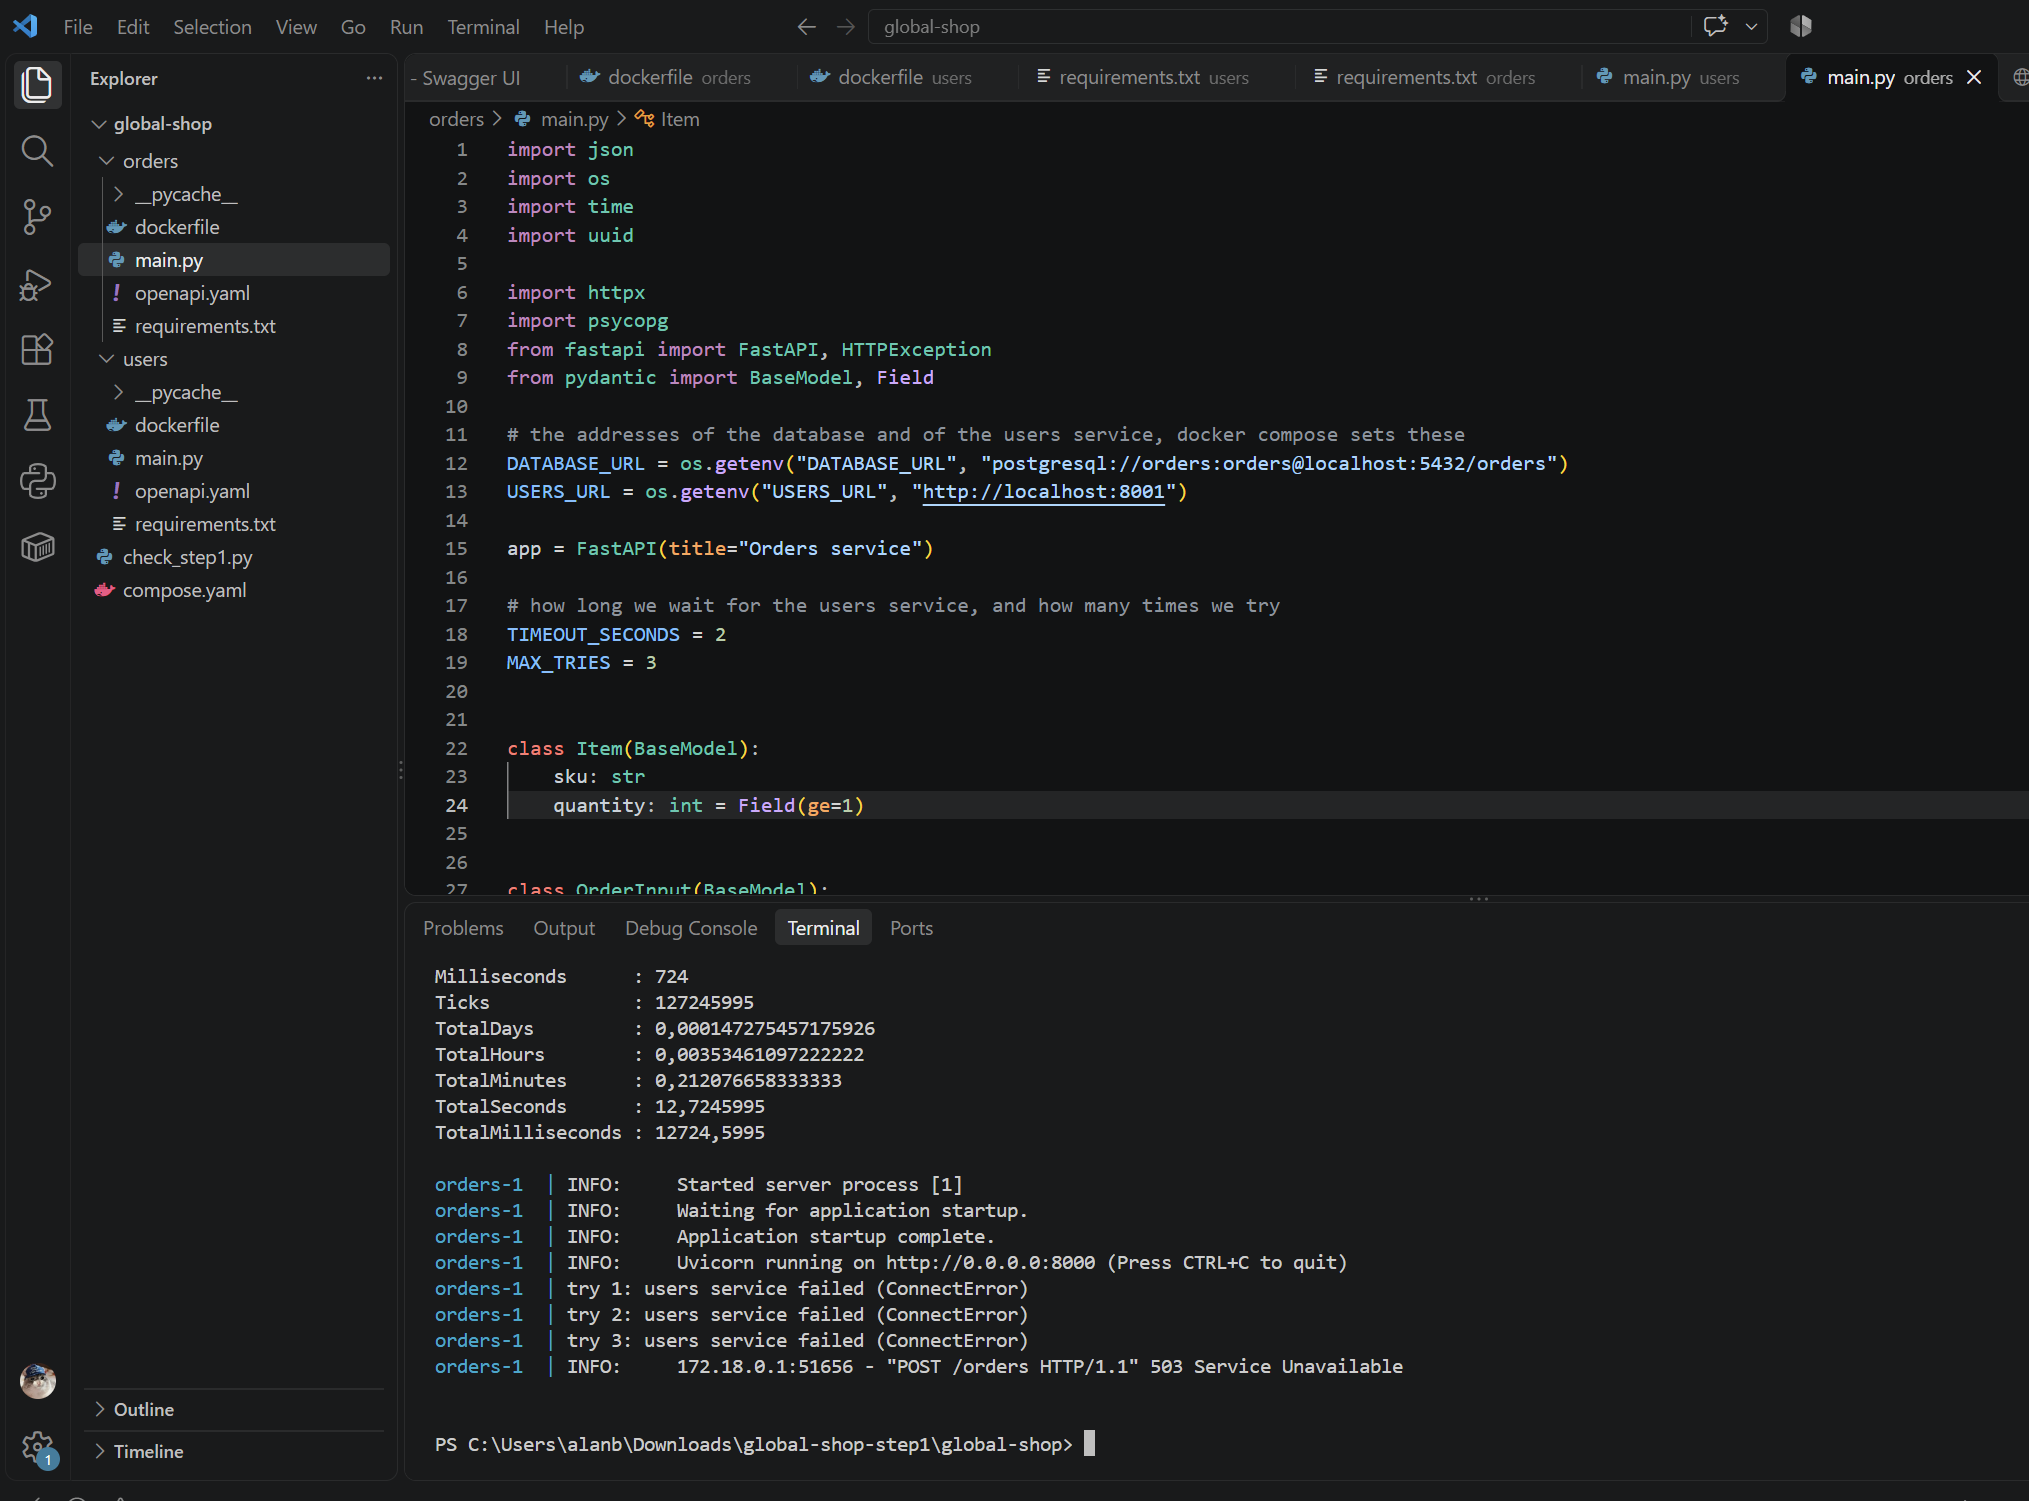 File Edit Selection View Go Run Terminal Help
global-shop
Explorer
global-shop
orders
__pycache__
dockerfile
main.py
openapi.yaml
requirements.txt
users
__pycache__
dockerfile
main.py
openapi.yaml
requirements.txt
check_step1.py
compose.yaml
Outline
Timeline
1
- Swagger UI dockerfile orders dockerfile users requirements.txt users requirements.txt orders main.py users main.py orders
orders > main.py > Item
1 import json
2 import os
3 import time
4 import uuid
5
6 import httpx
7 import psycopg
8 from fastapi import FastAPI, HTTPException
9 from pydantic import BaseModel, Field
10
11 # the addresses of the database and of the users service, docker compose sets these
12 DATABASE_URL = os.getenv("DATABASE_URL", "postgresql://orders:orders@localhost:5432/orders")
13 USERS_URL = os.getenv("USERS_URL", "http://localhost:8001")
14
15 app = FastAPI(title="Orders service")
16
17 # how long we wait for the users service, and how many times we try
18 TIMEOUT_SECONDS = 2
19 MAX_TRIES = 3
20
21
22 class Item(BaseModel):
23     sku: str
24     quantity: int = Field(ge=1)
25
26
27 class OrderInput(BaseModel):
Problems Output Debug Console Terminal Ports
Milliseconds      : 724
Ticks             : 127245995
TotalDays         : 0,000147275457175926
TotalHours        : 0,00353461097222222
TotalMinutes      : 0,212076658333333
TotalSeconds      : 12,7245995
TotalMilliseconds : 12724,5995
orders-1  | INFO:     Started server process [1]
orders-1  | INFO:     Waiting for application startup.
orders-1  | INFO:     Application startup complete.
orders-1  | INFO:     Uvicorn running on http://0.0.0.0:8000 (Press CTRL+C to quit)
orders-1  | try 1: users service failed (ConnectError)
orders-1  | try 2: users service failed (ConnectError)
orders-1  | try 3: users service failed (ConnectError)
orders-1  | INFO:     172.18.0.1:51656 - "POST /orders HTTP/1.1" 503 Service Unavailable
PS C:\Users\alanb\Downloads\global-shop-step1\global-shop>